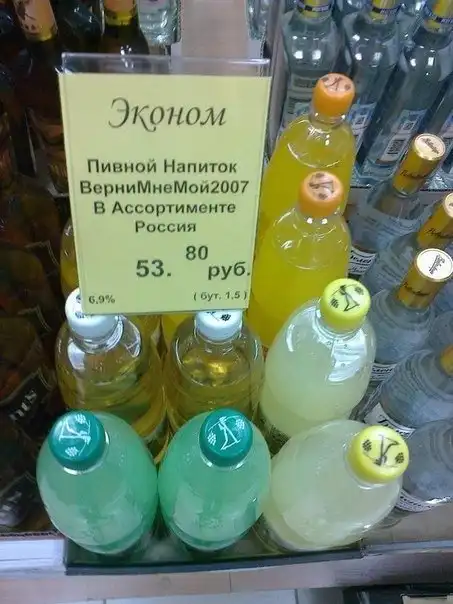 Эконом
Пивной Напиток
ВерниМнеМой2007
В Ассортименте
Россия
53. 80 руб.
6,9% ( бут. 1,5 )